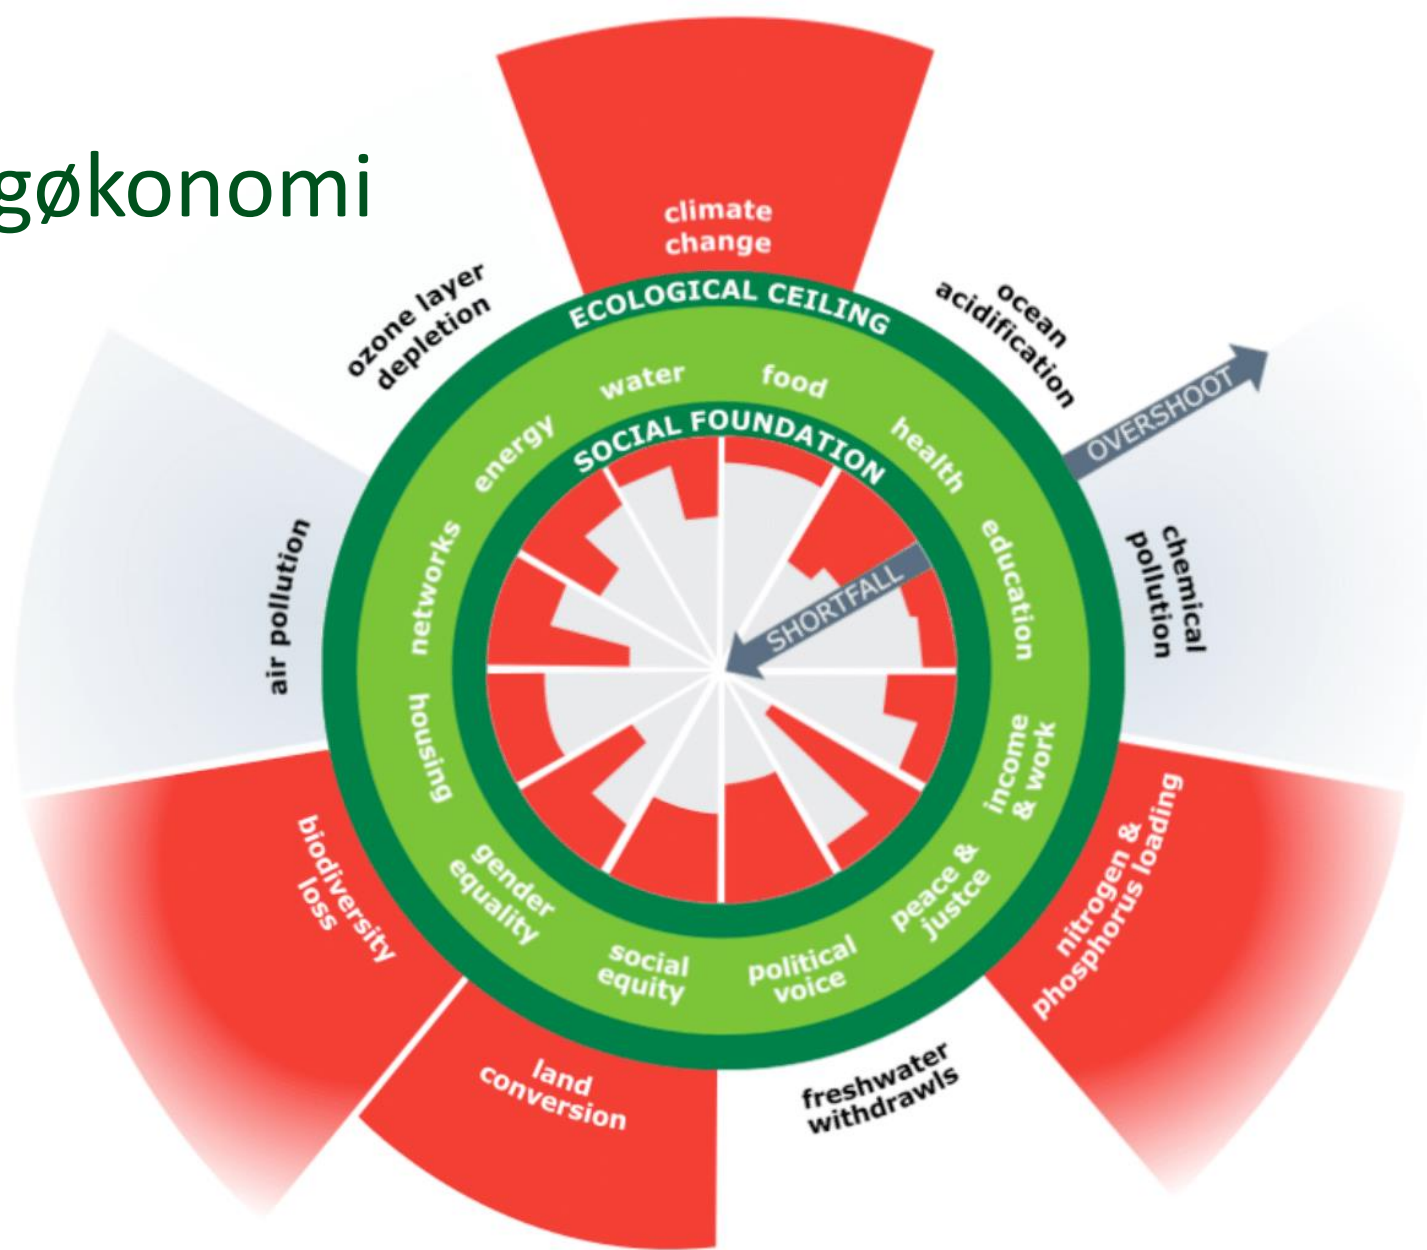 gøkonomi
climate
change
ozone layer
depletion
ocean
acidification
ECOLOGICAL CEILING
OVERSHOOT
water
food
energy
health
SOCIAL FOUNDATION
networks
education
SHORTFALL
air pollution
chemical
pollution
housing
income
& work
biodiversity
loss
gender
equality
peace &
justce
nitrogen &
phosphorus loading
social
equity
political
voice
land
conversion
freshwater
withdrawls